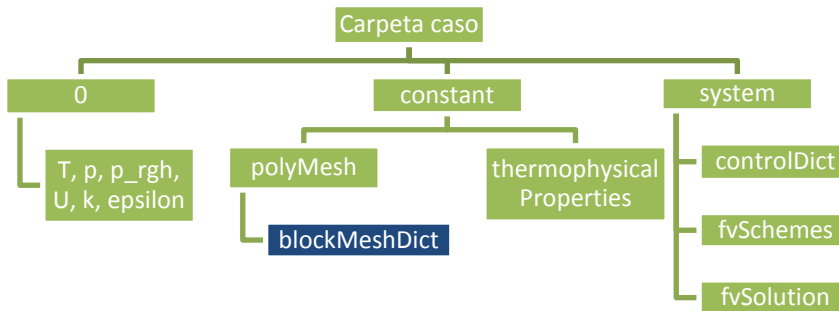 Carpeta caso
0
constant
system
T, p, p_rgh,
U, k, epsilon
polyMesh
thermophysical
Properties
controlDict
blockMeshDict
fvSchemes
fvSolution